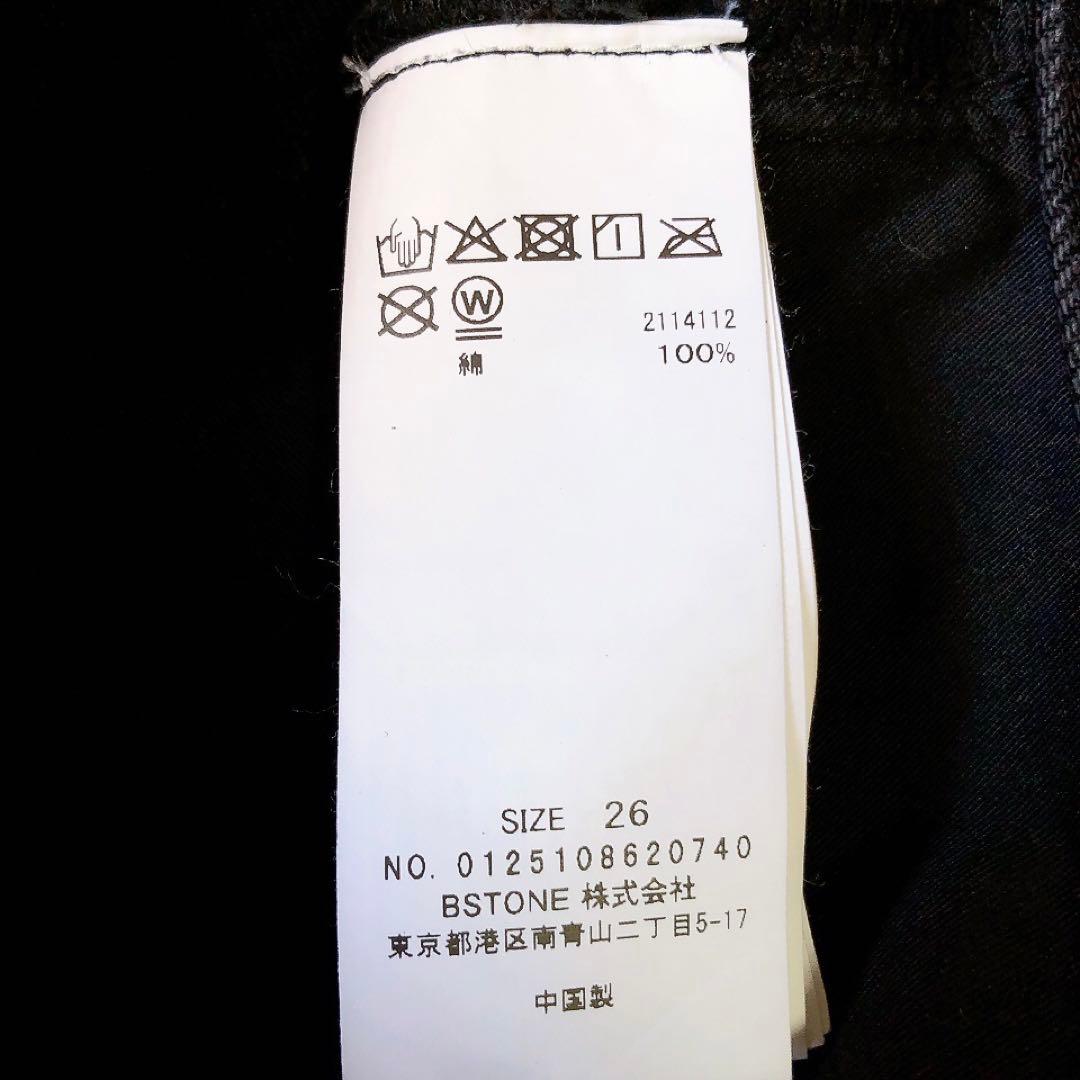 W
2114112
綿 100%
SIZE 26
NO. 0125108620740
BSTONE 株式会社
東京都港区南青山二丁目5-17
中国製